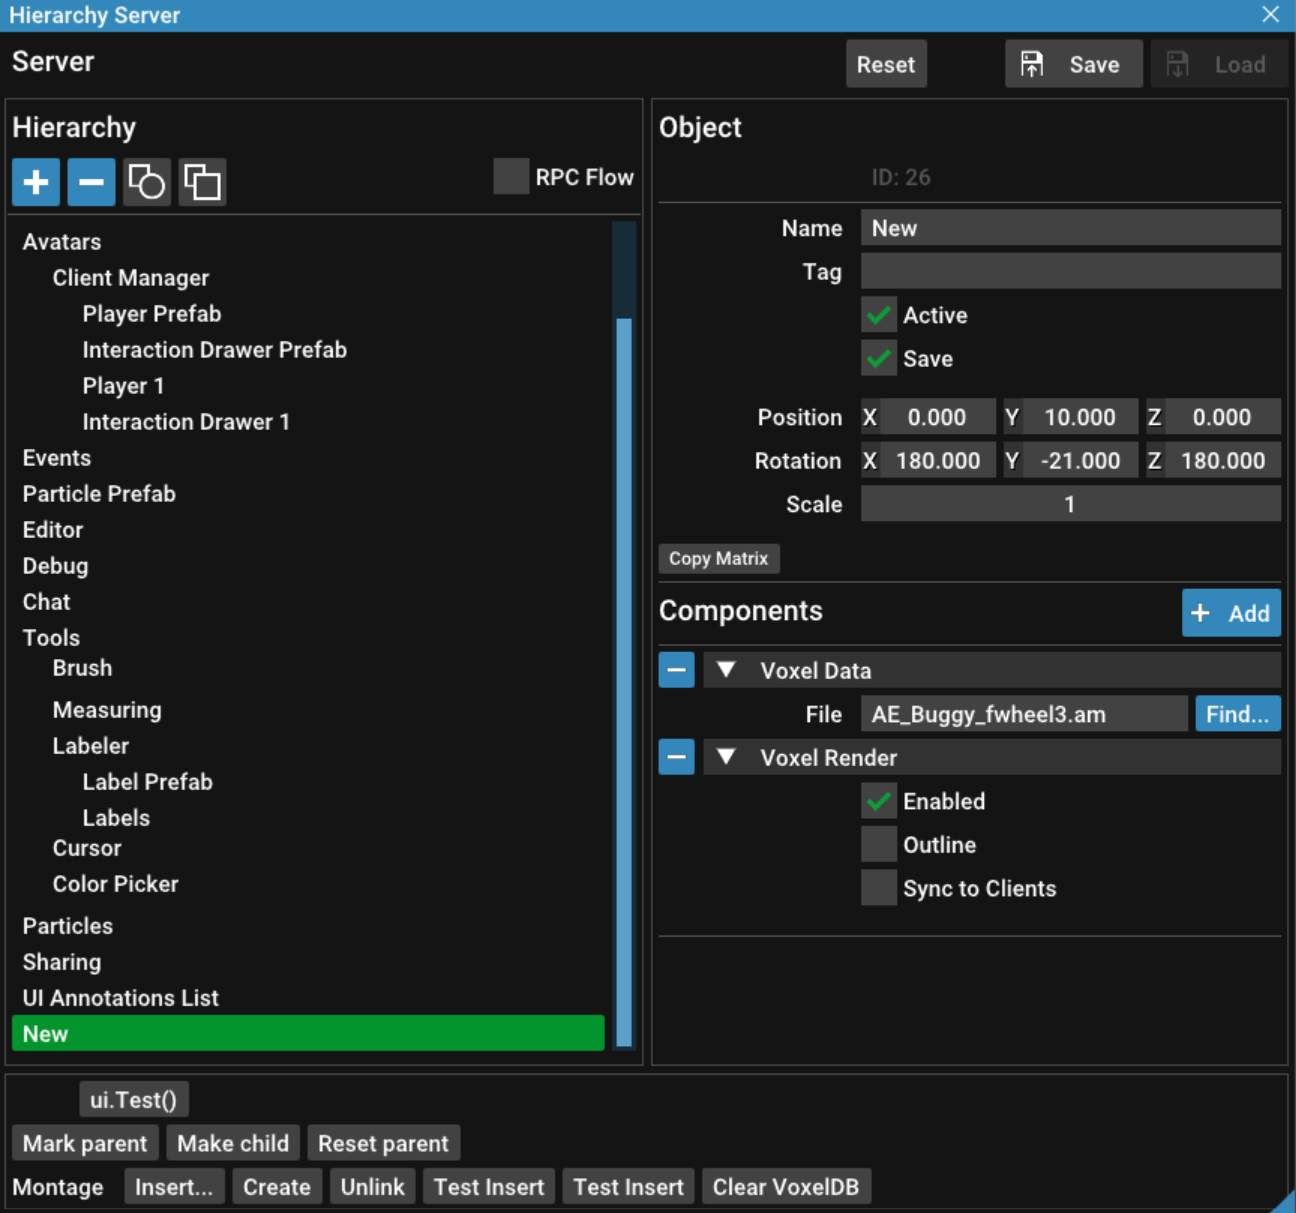 Hierarchy Server
Server
Reset
Save
Load
Hierarchy
RPC Flow
Avatars
Client Manager
Player Prefab
Interaction Drawer Prefab
Player 1
Interaction Drawer 1
Events
Particle Prefab
Editor
Debug
Chat
Tools
Brush
Measuring
Labeler
Label Prefab
Labels
Cursor
Color Picker
Particles
Sharing
UI Annotations List
New
Object
ID: 26
Name New
Tag
Active
Save
Position X 0.000 Y 10.000 Z 0.000
Rotation X 180.000 Y -21.000 Z 180.000
Scale 1
Copy Matrix
Components + Add
Voxel Data
File AE_Buggy_fwheel3.am Find...
Voxel Render
Enabled
Outline
Sync to Clients
ui.Test()
Mark parent Make child Reset parent
Montage Insert... Create Unlink Test Insert Test Insert Clear VoxelDB